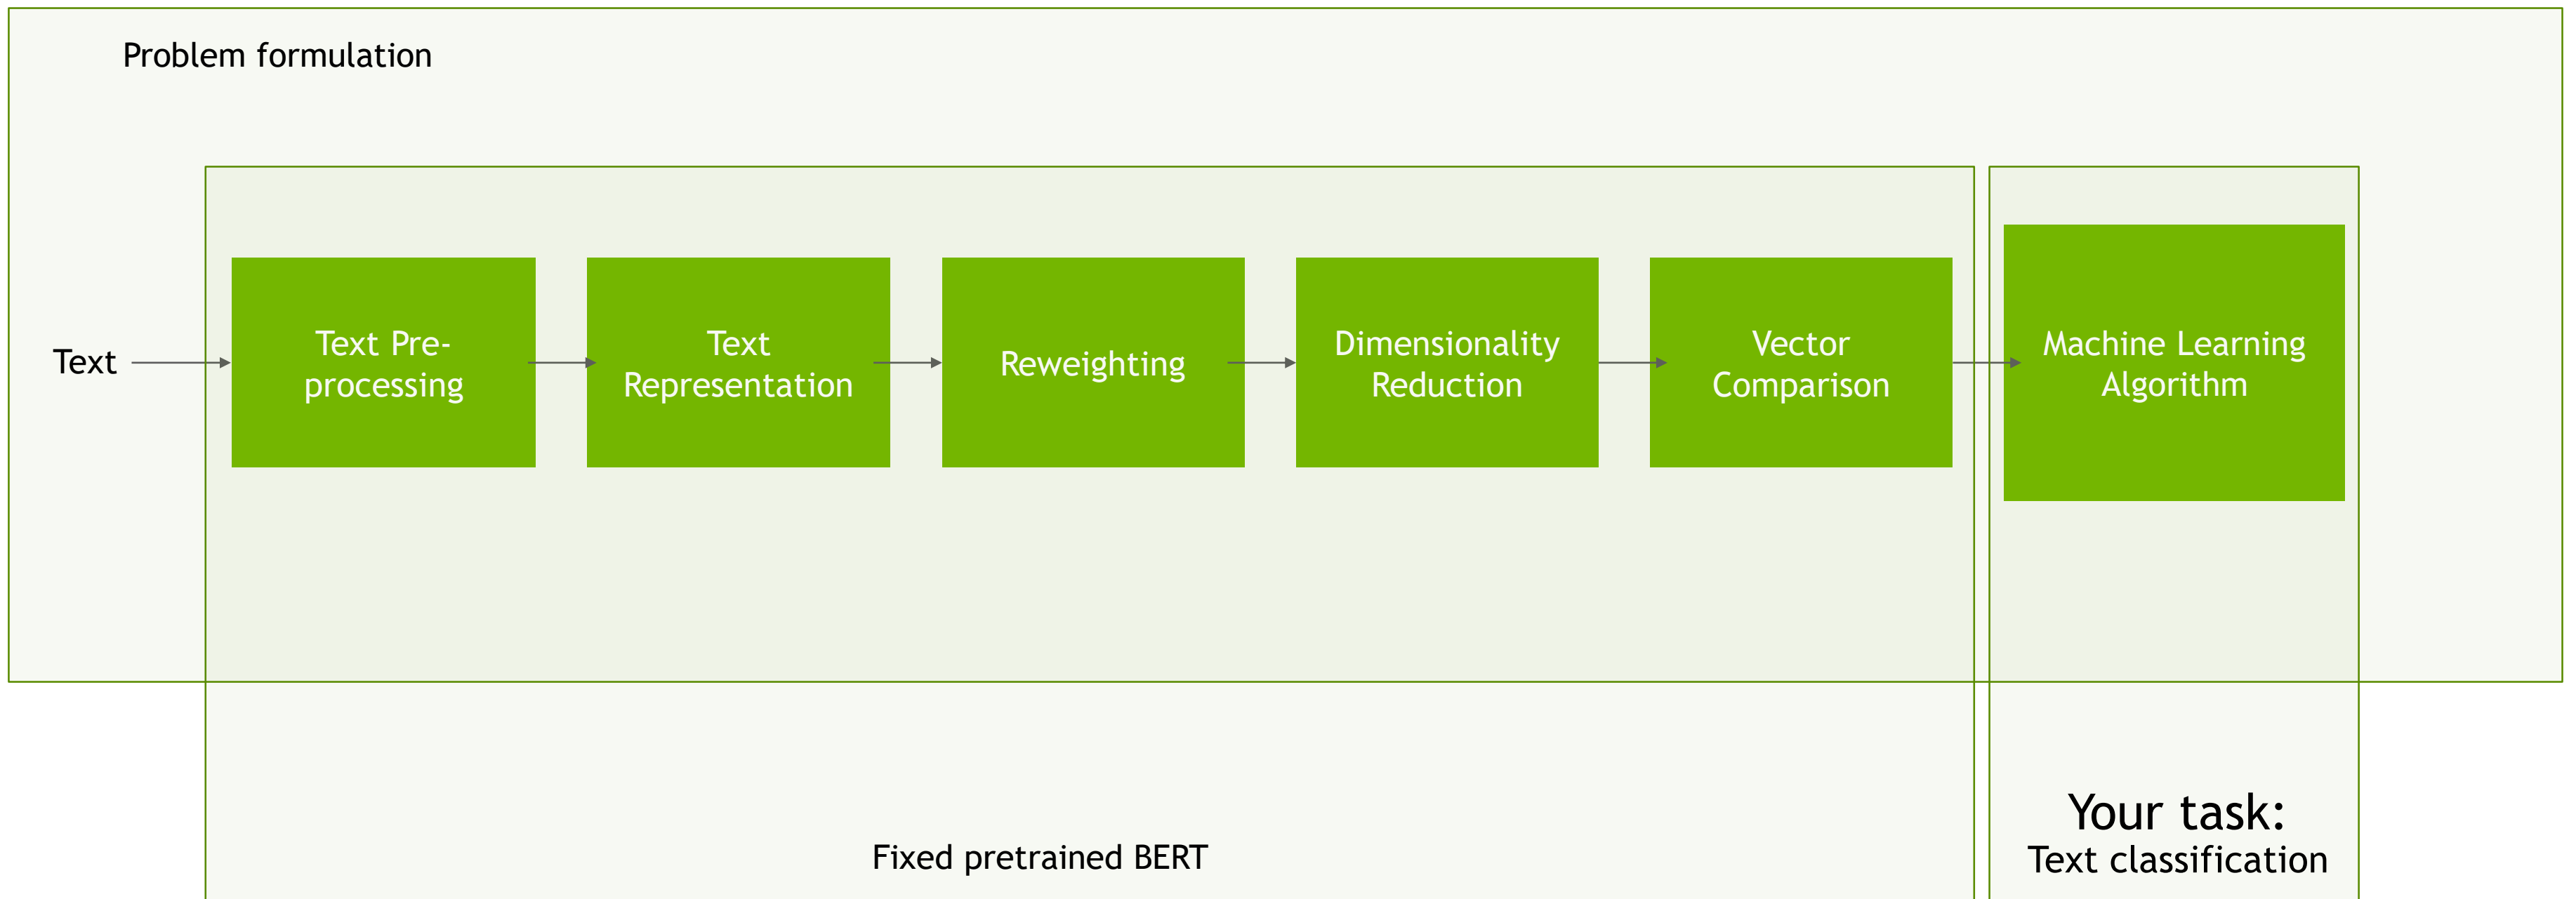 Problem formulation
Text
Text Pre-
processing
Text
Representation
Reweighting
Dimensionality
Reduction
Vector
Comparison
Machine Learning
Algorithm
Fixed pretrained BERT
Your task:
Text classification